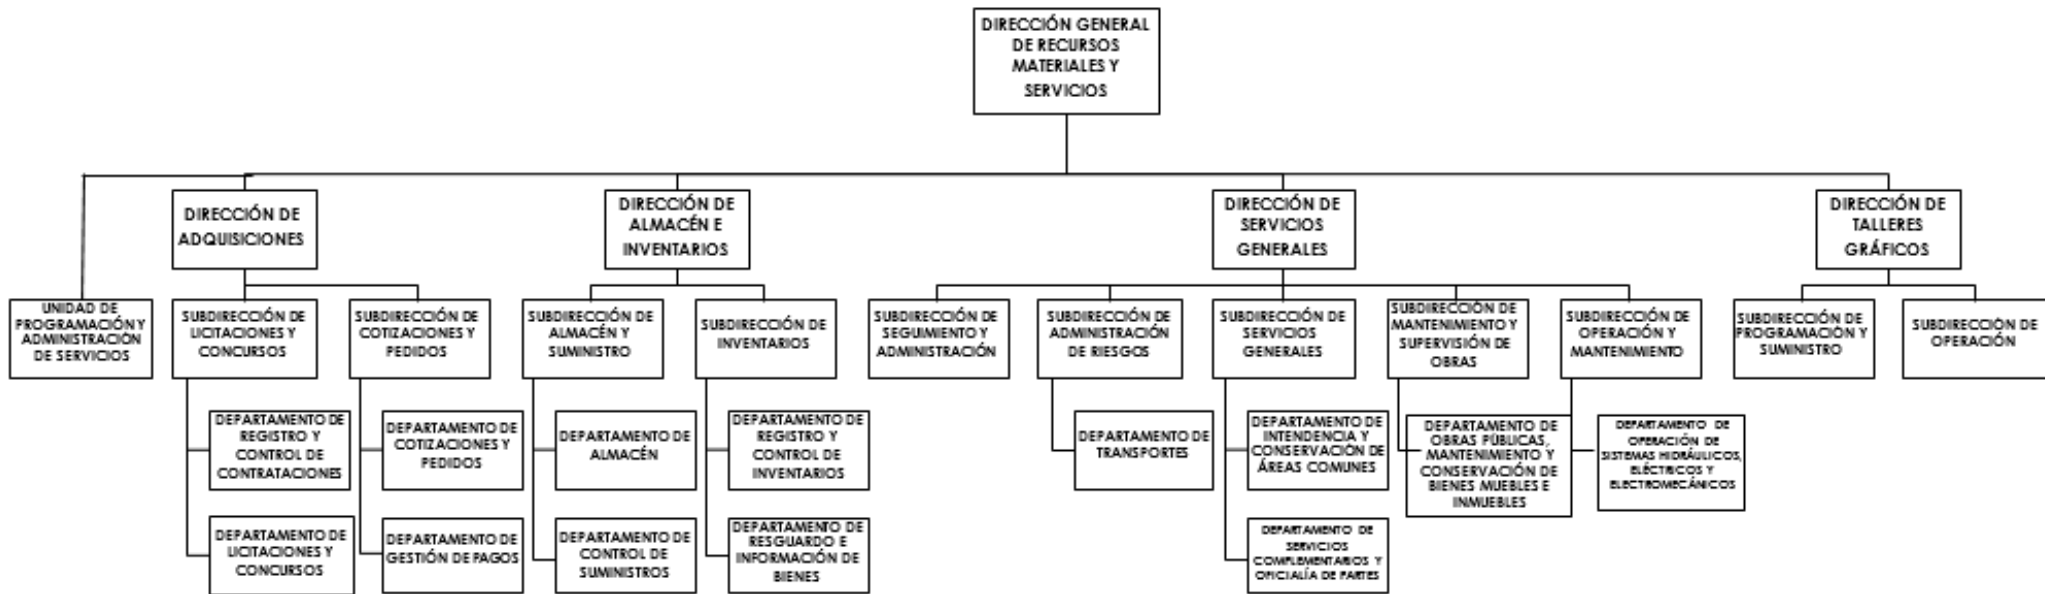 DIRECCIÓN GENERAL
DE RECURSOS
MATERIALES Y
SERVICIOS
DIRECCIÓN DE
ADQUISICIONES
DIRECCIÓN DE
ALMACÉN E
INVENTARIOS
DIRECCIÓN DE
SERVICIOS
GENERALES
DIRECCIÓN DE
TALLERES
GRÁFICOS
UNIDAD DE
PROGRAMACIÓN Y
ADMINISTRACIÓN
DE SERVICIOS
SUBDIRECCIÓN DE
LICITACIONES Y
CONCURSOS
SUBDIRECCIÓN DE
COTIZACIONES Y
PEDIDOS
SUBDIRECCIÓN DE
ALMACÉN Y
SUMINISTRO
SUBDIRECCIÓN DE
INVENTARIOS
SUBDIRECCIÓN DE
SEGUIMIENTO Y
ADMINISTRACIÓN
SUBDIRECCIÓN DE
ADMINISTRACIÓN
DE RIESGOS
SUBDIRECCIÓN DE
SERVICIOS
GENERALES
SUBDIRECCIÓN DE
MANTENIMIENTO Y
SUPERVISIÓN DE
OBRAS
SUBDIRECCIÓN DE
OPERACIÓN Y
MANTENIMIENTO
SUBDIRECCIÓN DE
PROGRAMACIÓN Y
SUMINISTRO
SUBDIRECCIÓN DE
OPERACIÓN
DEPARTAMENTO DE
REGISTRO Y
CONTROL DE
CONTRATACIONES
DEPARTAMENTO DE
COTIZACIONES Y
PEDIDOS
DEPARTAMENTO DE
ALMACÉN
DEPARTAMENTO DE
REGISTRO Y
CONTROL DE
INVENTARIOS
DEPARTAMENTO DE
TRANSPORTES
DEPARTAMENTO DE
INTENDENCIA Y
CONSERVACIÓN DE
ÁREAS COMUNES
DEPARTAMENTO DE
OBRAS PÚBLICAS,
MANTENIMIENTO Y
CONSERVACIÓN DE
BIENES MUEBLES E
INMUEBLES
DEPARTAMENTO DE
OPERACIÓN DE
SISTEMAS HIDRÁULICOS,
ELÉCTRICOS Y
ELECTROMECÁNICOS
DEPARTAMENTO DE
LICITACIONES Y
CONCURSOS
DEPARTAMENTO DE
GESTIÓN DE PAGOS
DEPARTAMENTO DE
CONTROL DE
SUMINISTROS
DEPARTAMENTO DE
RESGUARDO E
INFORMACIÓN DE
BIENES
DEPARTAMENTO DE
SERVICIOS
COMPLEMENTARIOS Y
OFICIALÍA DE PARTES